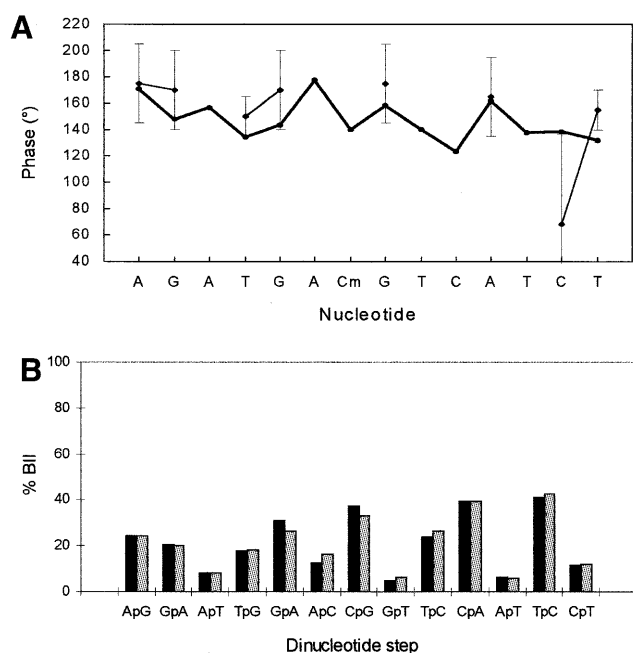 A
220
200
180
160
140
120
100
80
60
40
Phase (°)
A G A T G A Cm G T C A T C T
Nucleotide
B
100
80
60
40
20
0
% BII
ApG GpA ApT TpG GpA ApC CpG GpT TpC CpA ApT TpC CpT
Dinucleotide step